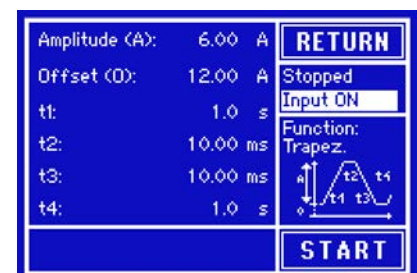 Amplitude (A): 6.00 A
Offset (O): 12.00 A
t1: 1.0 s
t2: 10.00 ms
t3: 10.00 ms
t4: 1.0 s
RETURN
Stopped
Input ON
Function:
Trapez.
A t2 t4
t1 t3
o
START